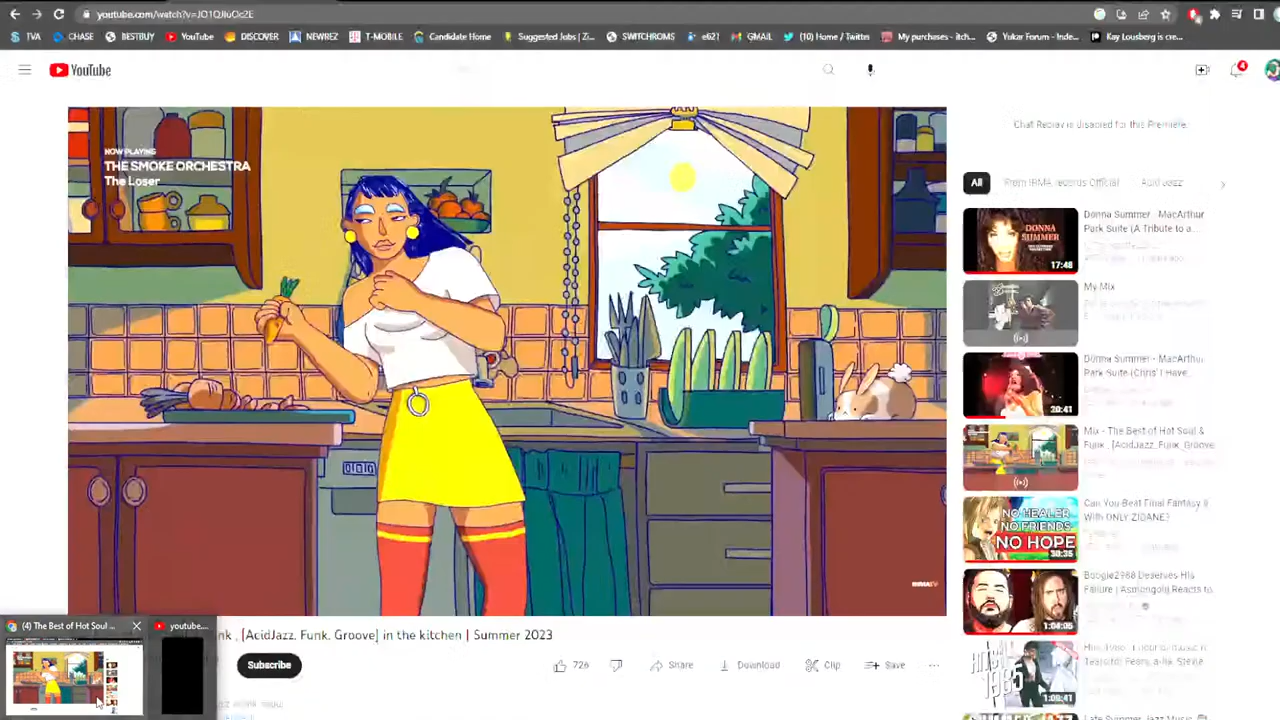 youtube.com/watch?v=
TVA
CHASE
BESTBUY
YouTube
DISCOVER
NEWREZ
T-MOBILE
Candidate Home
Suggested Jobs | Zi...
SWITCHROMS
e621
GMAIL
(10) Home / Twitter
My purchases - itch...
Yukar Forum - Inde...
Kay Lousberg is cre...
YouTube
4
NOW PLAYING
THE SMOKE ORCHESTRA
The Loser
Chat Replay is disabled for this Premiere.
All
From IRMA records Official
Acid Jazz
DONNA
SUMMER
17:48
Donna Summer - MacArthur
Park Suite (A Tribute to a...
My Mix
20:41
Donna Summer - MacArthur
Park Suite (Chris' I Have
Mix - The Best of Hot Soul &
Funk , [AcidJazz, Funk, Groove
NO HEALER
NO FRIENDS
NO HOPE
30:35
Can You Beat Final Fantasy 9
With ONLY ZIDANE?
1:04:05
Boogie2988 Deserves His
Failure | Asmongold Reacts to
1:09:41
nk , [AcidJazz, Funk, Groove] in the kitchen | Summer 2023
Subscribe
726
Share
Download
Clip
Save
(4) The Best of Hot Soul ...
youtube...